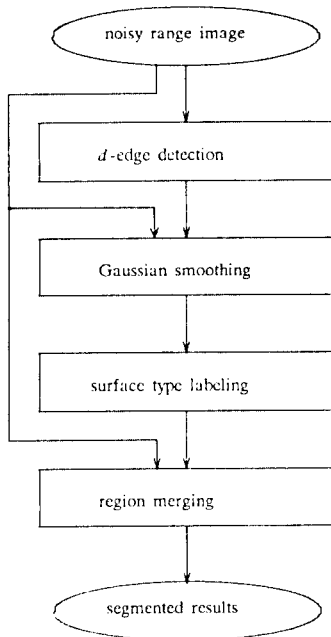 noisy range image
d-edge detection
Gaussian smoothing
surface type labeling
region merging
segmented results